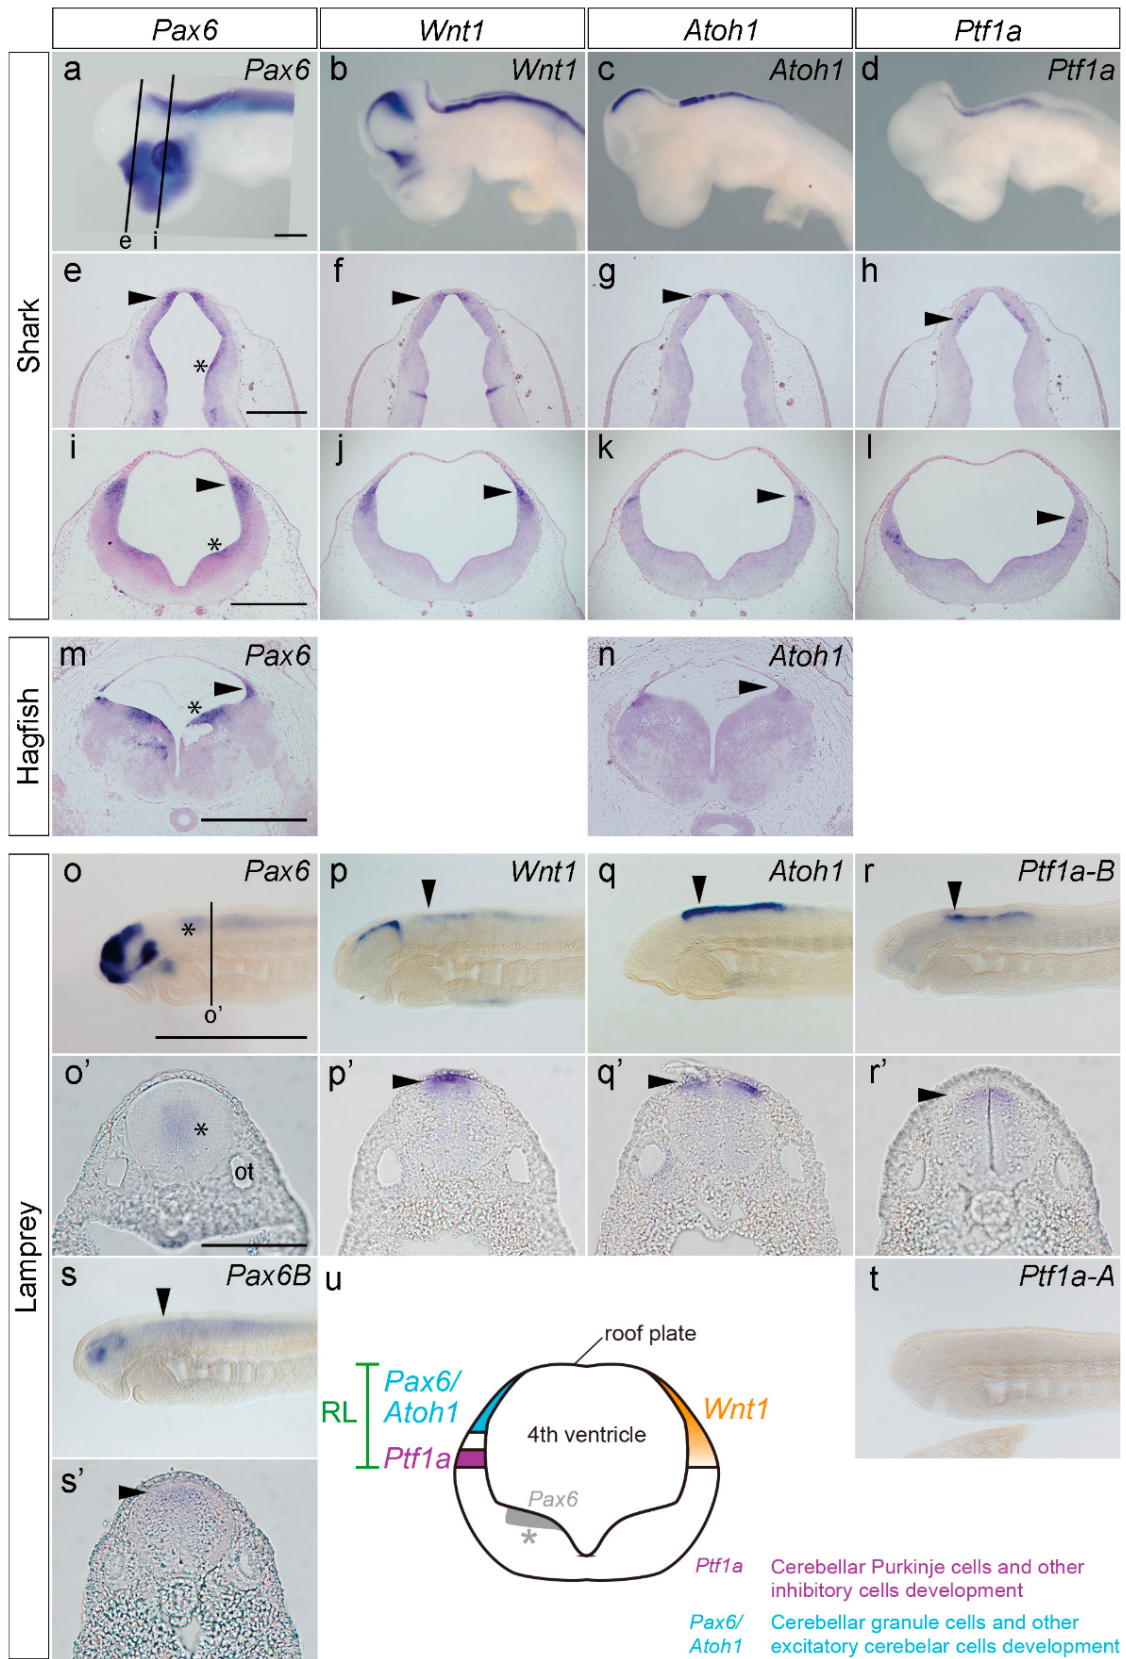 Pax6
Wnt1
Atoh1
Ptf1a
Shark
a
Pax6
b
Wnt1
c
Atoh1
d
Ptf1a
e
i
e
*
f
g
h
i
*
j
k
l
Hagfish
m
Pax6
*
n
Atoh1
Lamprey
o
Pax6
*
o'
p
Wnt1
q
Atoh1
r
Ptf1a-B
o'
*
ot
p'
q'
r'
s
Pax6B
u
roof plate
RL
Pax6/
Atoh1
Ptf1a
4th ventricle
Wnt1
Pax6
*
t
Ptf1a-A
s'
Ptf1a Cerebellar Purkinje cells and other
inhibitory cells development
Pax6/ Cerebellar granule cells and other
Atoh1 excitatory cerebelar cells development